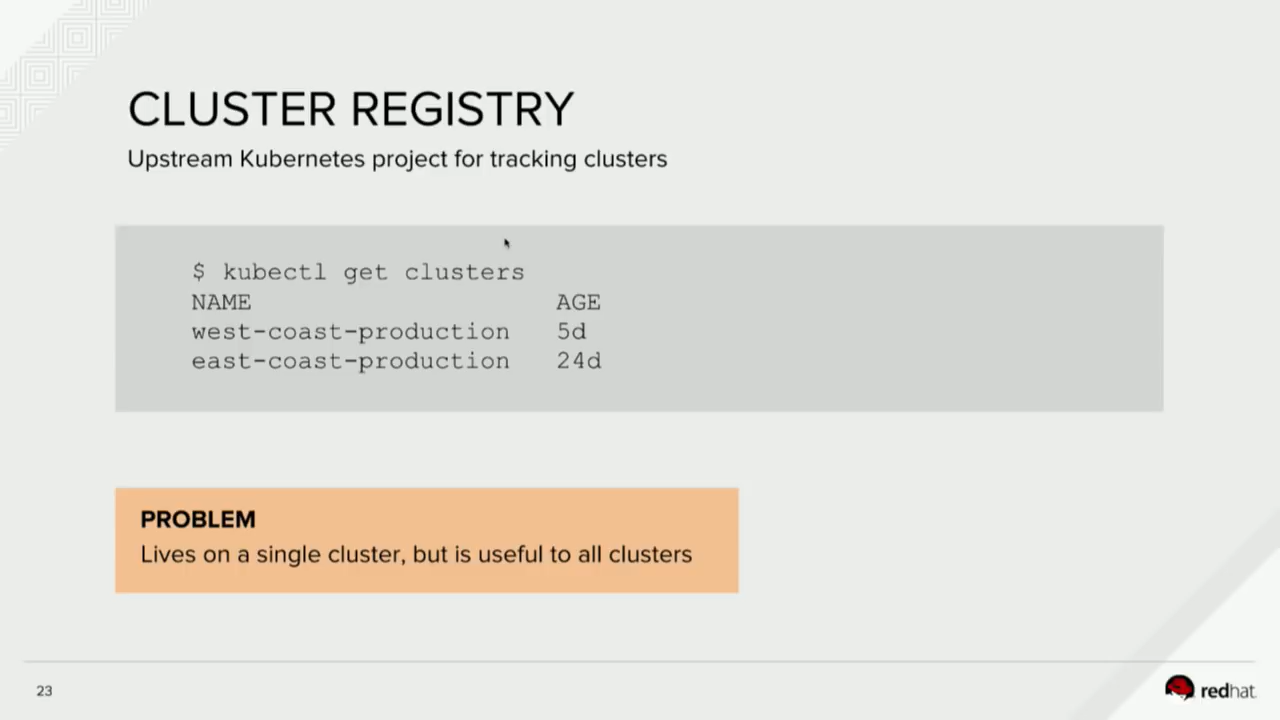 CLUSTER REGISTRY
Upstream Kubernetes project for tracking clusters
$ kubectl get clusters
NAME AGE
west-coast-production 5d
east-coast-production 24d
PROBLEM
Lives on a single cluster, but is useful to all clusters
23
redhat.